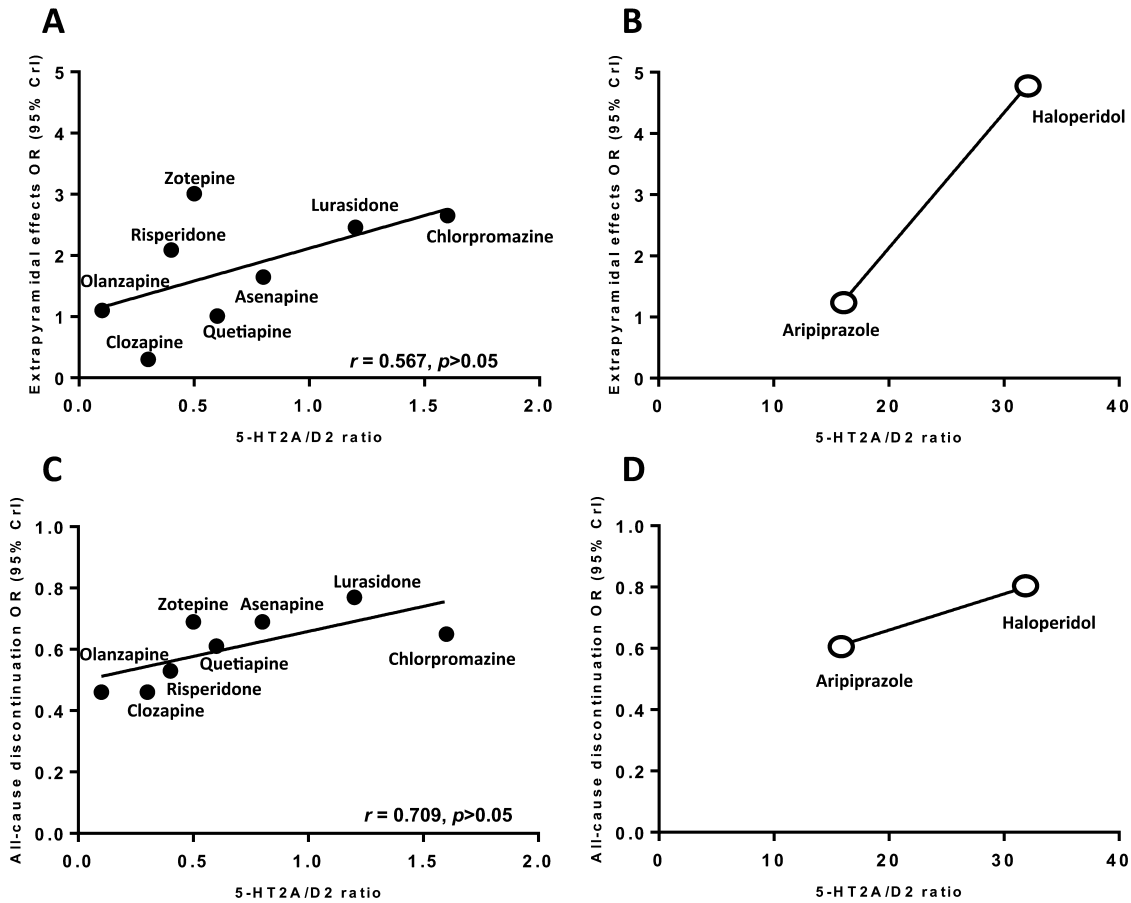 A
Extrapyramidal effects OR (95% CrI)
5
4
3
2
1
0
Zotepine
Lurasidone
Risperidone
Chlorpromazine
Olanzapine
Asenapine
Quetiapine
Clozapine
r = 0.567, p>0.05
0.0 0.5 1.0 1.5 2.0
5-HT2A/D2 ratio
B
Extrapyramidal effects OR (95% CrI)
5
4
3
2
1
0
Haloperidol
Aripiprazole
0 10 20 30 40
5-HT2A/D2 ratio
C
All-cause discontinuation OR (95% CrI)
1.0
0.8
0.6
0.4
0.2
0.0
Lurasidone
Zotepine
Asenapine
Olanzapine
Quetiapine
Chlorpromazine
Risperidone
Clozapine
r = 0.709, p>0.05
0.0 0.5 1.0 1.5 2.0
5-HT2A/D2 ratio
D
All-cause discontinuation OR (95% CrI)
1.0
0.8
0.6
0.4
0.2
0.0
Haloperidol
Aripiprazole
0 10 20 30 40
5-HT2A/D2 ratio